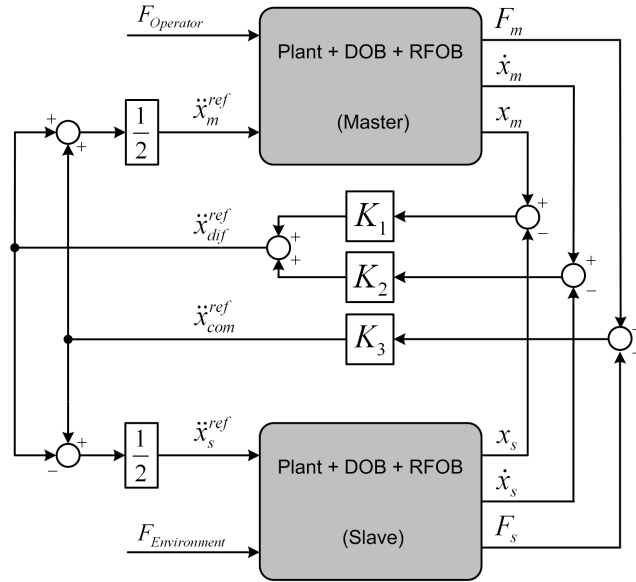 F_Operator
F_m
Plant + DOB + RFOB
ẋ_m
+
+
1/2
ẍ_m^ref
(Master)
x_m
+
ẍ_dif^ref
+
+
K_1
−
+
K_2
−
ẍ_com^ref
K_3
+
−
1/2
ẍ_s^ref
x_s
Plant + DOB + RFOB
ẋ_s
F_Environment
(Slave)
F_s